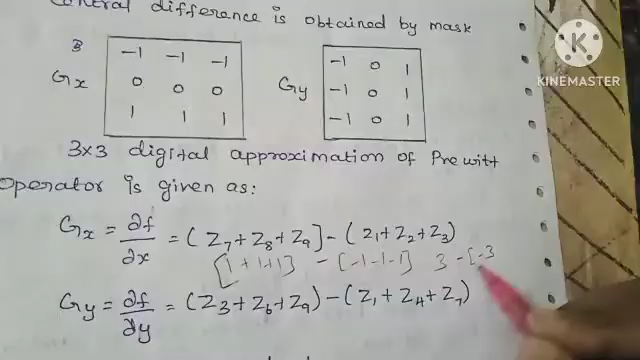 Central difference is obtained by mask
KINEMASTER
Gx
-1 -1 -1
0 0 0
1 1 1
Gy
-1 0 1
-1 0 1
-1 0 1
3×3 digital approximation of Prewitt
operator is given as:
Gx = ∂f/∂x = (Z7+Z8+Z9] - (Z1+Z2+Z3)
[1+1+1] - [-1-1-1] 3 - [-3
Gy = ∂f/∂y = (Z3+Z6+Z9) - (Z1+Z4+Z7)